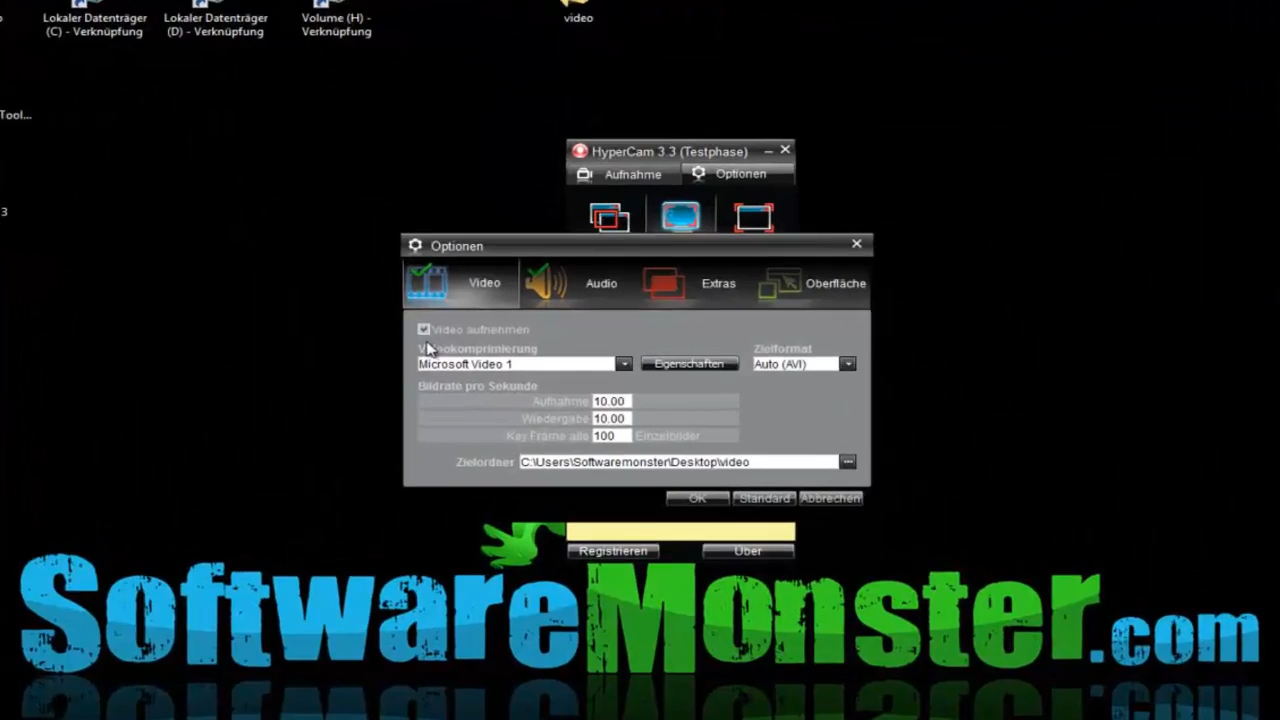 Lokaler Datenträger
(C) - Verknüpfung
Lokaler Datenträger
(D) - Verknüpfung
Volume (H) -
Verknüpfung
video
Tool...
3
HyperCam 3.3 (Testphase)
Aufnahme
Optionen
Optionen
Video
Audio
Extras
Oberfläche
Video aufnehmen
Videokomprimierung
Zielformat
Microsoft Video 1
Eigenschaften
Auto (AVI)
Bildrate pro Sekunde
Aufnahme 10.00
Wiedergabe 10.00
Key Frame alle 100 Einzelbilder
Zielordner C:\Users\Softwaremonster\Desktop\video
OK
Standard
Abbrechen
Registrieren
Über
SoftwareMonster.com